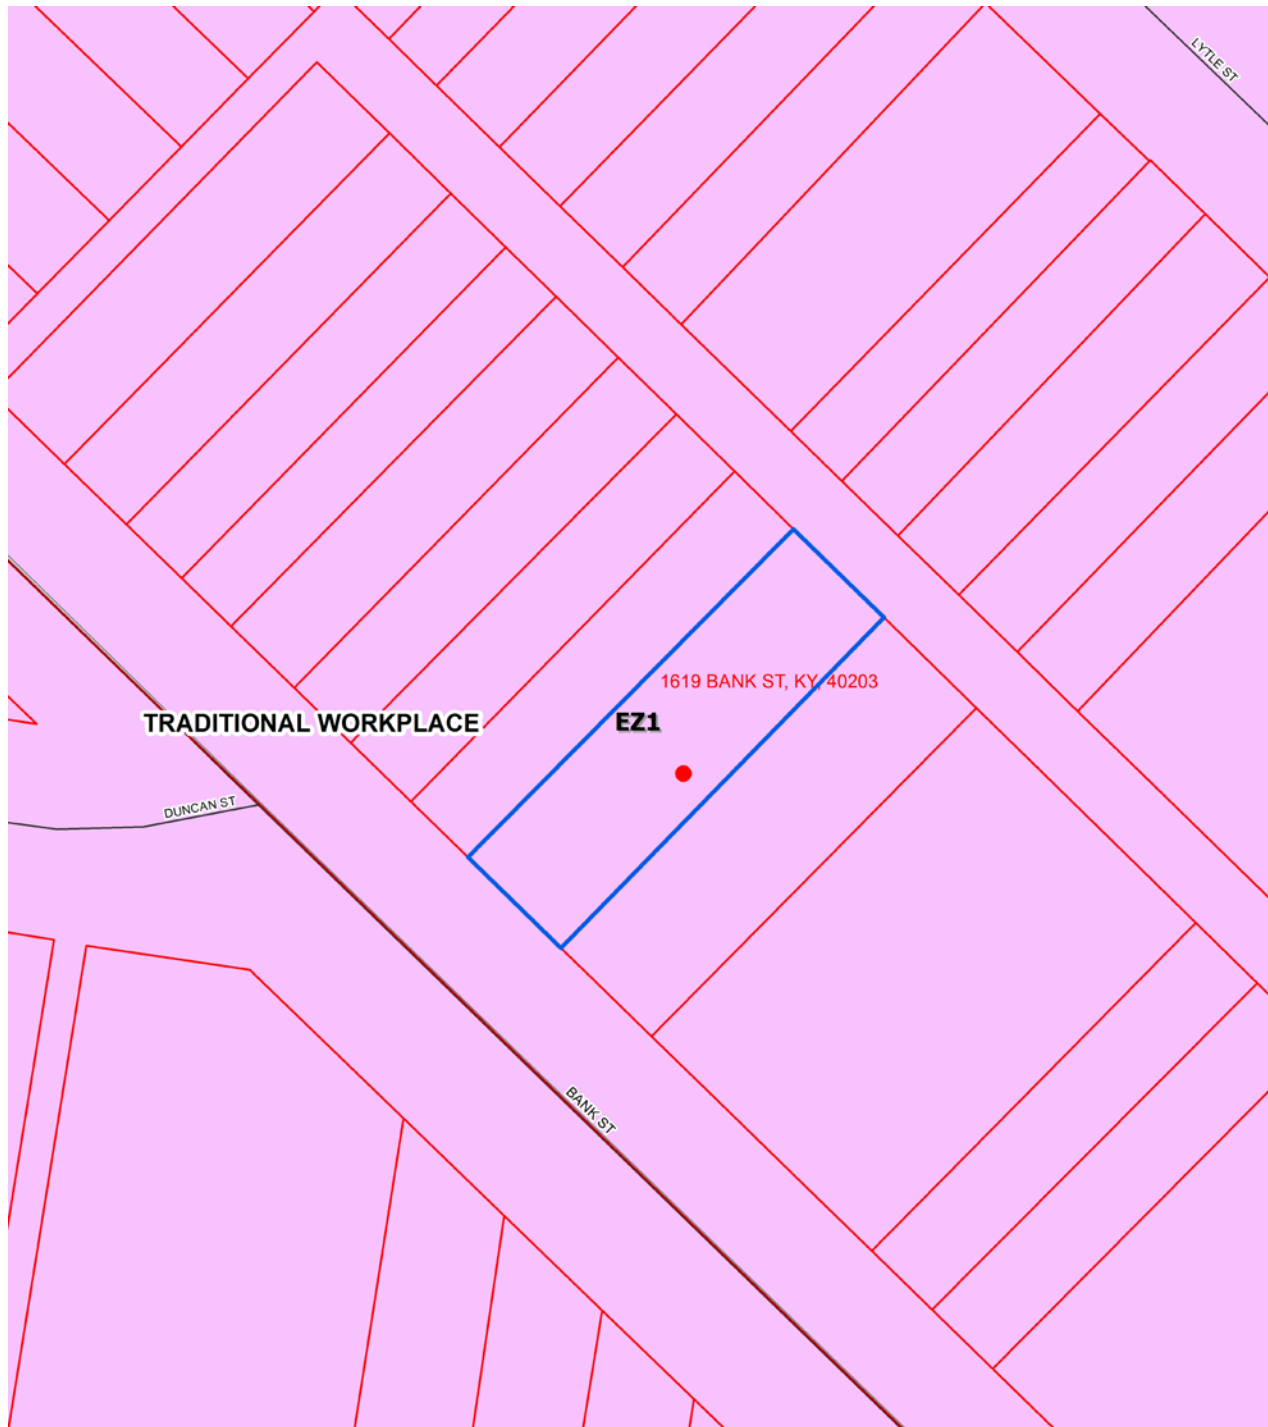 LYTLE ST
1619 BANK ST, KY, 40203
TRADITIONAL WORKPLACE
EZ1
DUNCAN ST
BANK ST